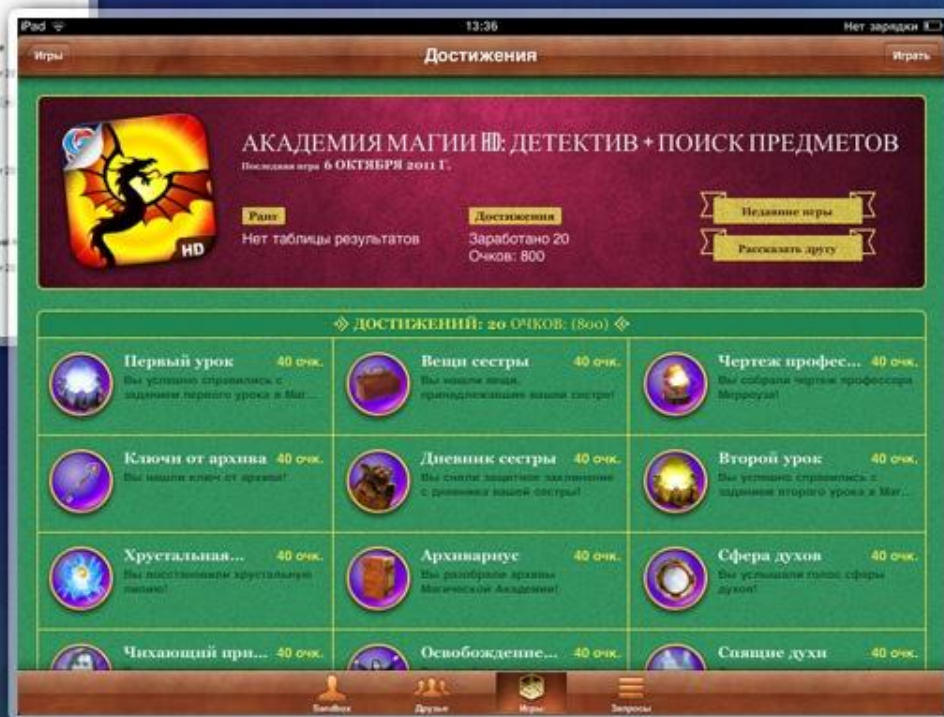 iPad 13:36 Нет зарядки
Игры Достижения Играть
АКАДЕМИЯ МАГИИ HD: ДЕТЕКТИВ + ПОИСК ПРЕДМЕТОВ
Последняя игра 6 ОКТЯБРЯ 2011 Г.
Ранг Достижения Недавние игры
Нет таблицы результатов Заработано 20
Очков: 800 Рассказать другу
HD
ДОСТИЖЕНИЙ: 20 ОЧКОВ: (800)
Первый урок 40 очк.
Вы успешно справились с
заданием первого урока в Маг...
Вещи сестры 40 очк.
Вы нашли вещи,
принадлежавшие вашей сестре!
Чертеж профес... 40 очк.
Вы собрали чертеж профессора
Мерроуза!
Ключи от архива 40 очк.
Вы нашли ключ от архива!
Дневник сестры 40 очк.
Вы сняли защитное заклинание
с дневника вашей сестры!
Второй урок 40 очк.
Вы успешно справились с
заданием второго урока в Маг...
Хрустальная... 40 очк.
Вы восстановили хрустальную
линию!
Архивариус 40 очк.
Вы разобрали архивы
Магической Академии!
Сфера духов 40 очк.
Вы услышали голос сферы
духов!
Чихающий при... 40 очк.
Освобождение... 40 очк.
Спящие духи 40 очк.
Sandbox Друзья Игры Запросы